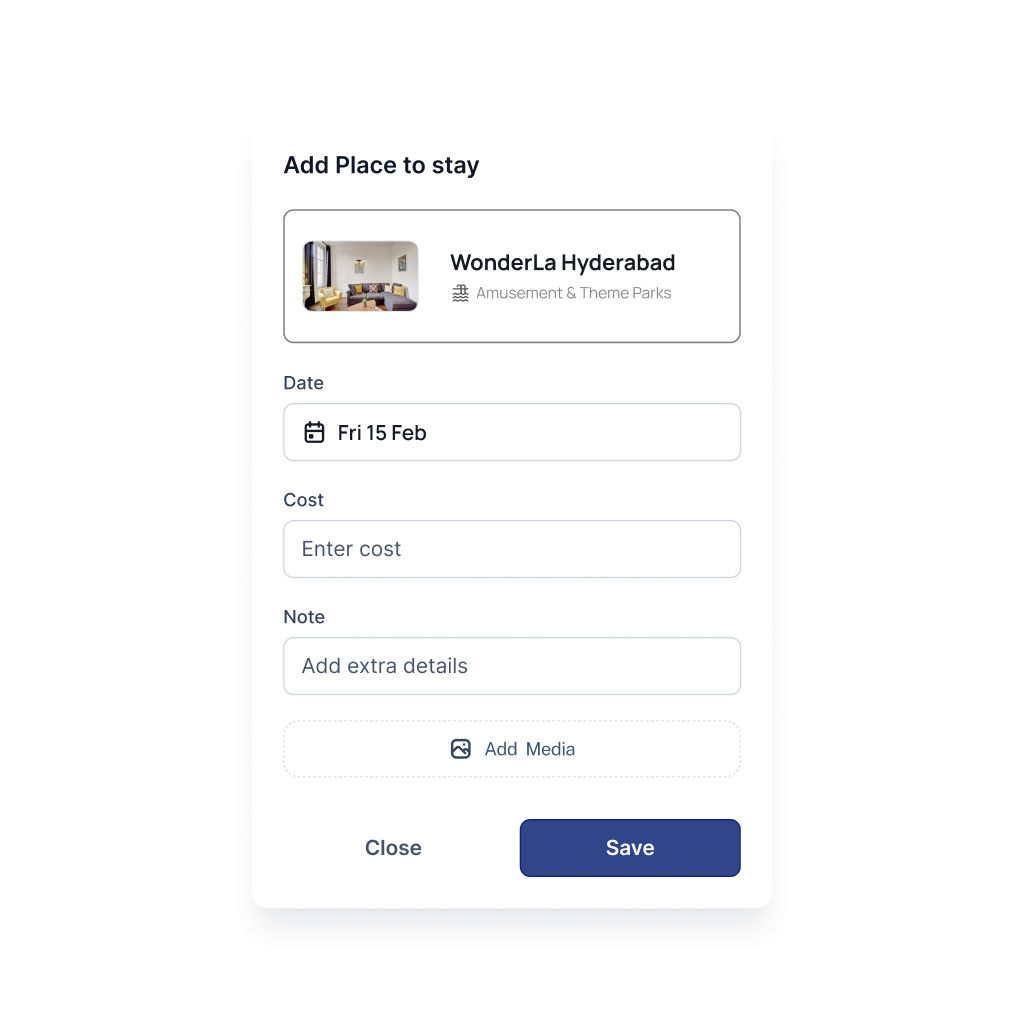 Add Place to stay
WonderLa Hyderabad
Amusement & Theme Parks
Date
Fri 15 Feb
Cost
Enter cost
Note
Add extra details
Add Media
Close
Save